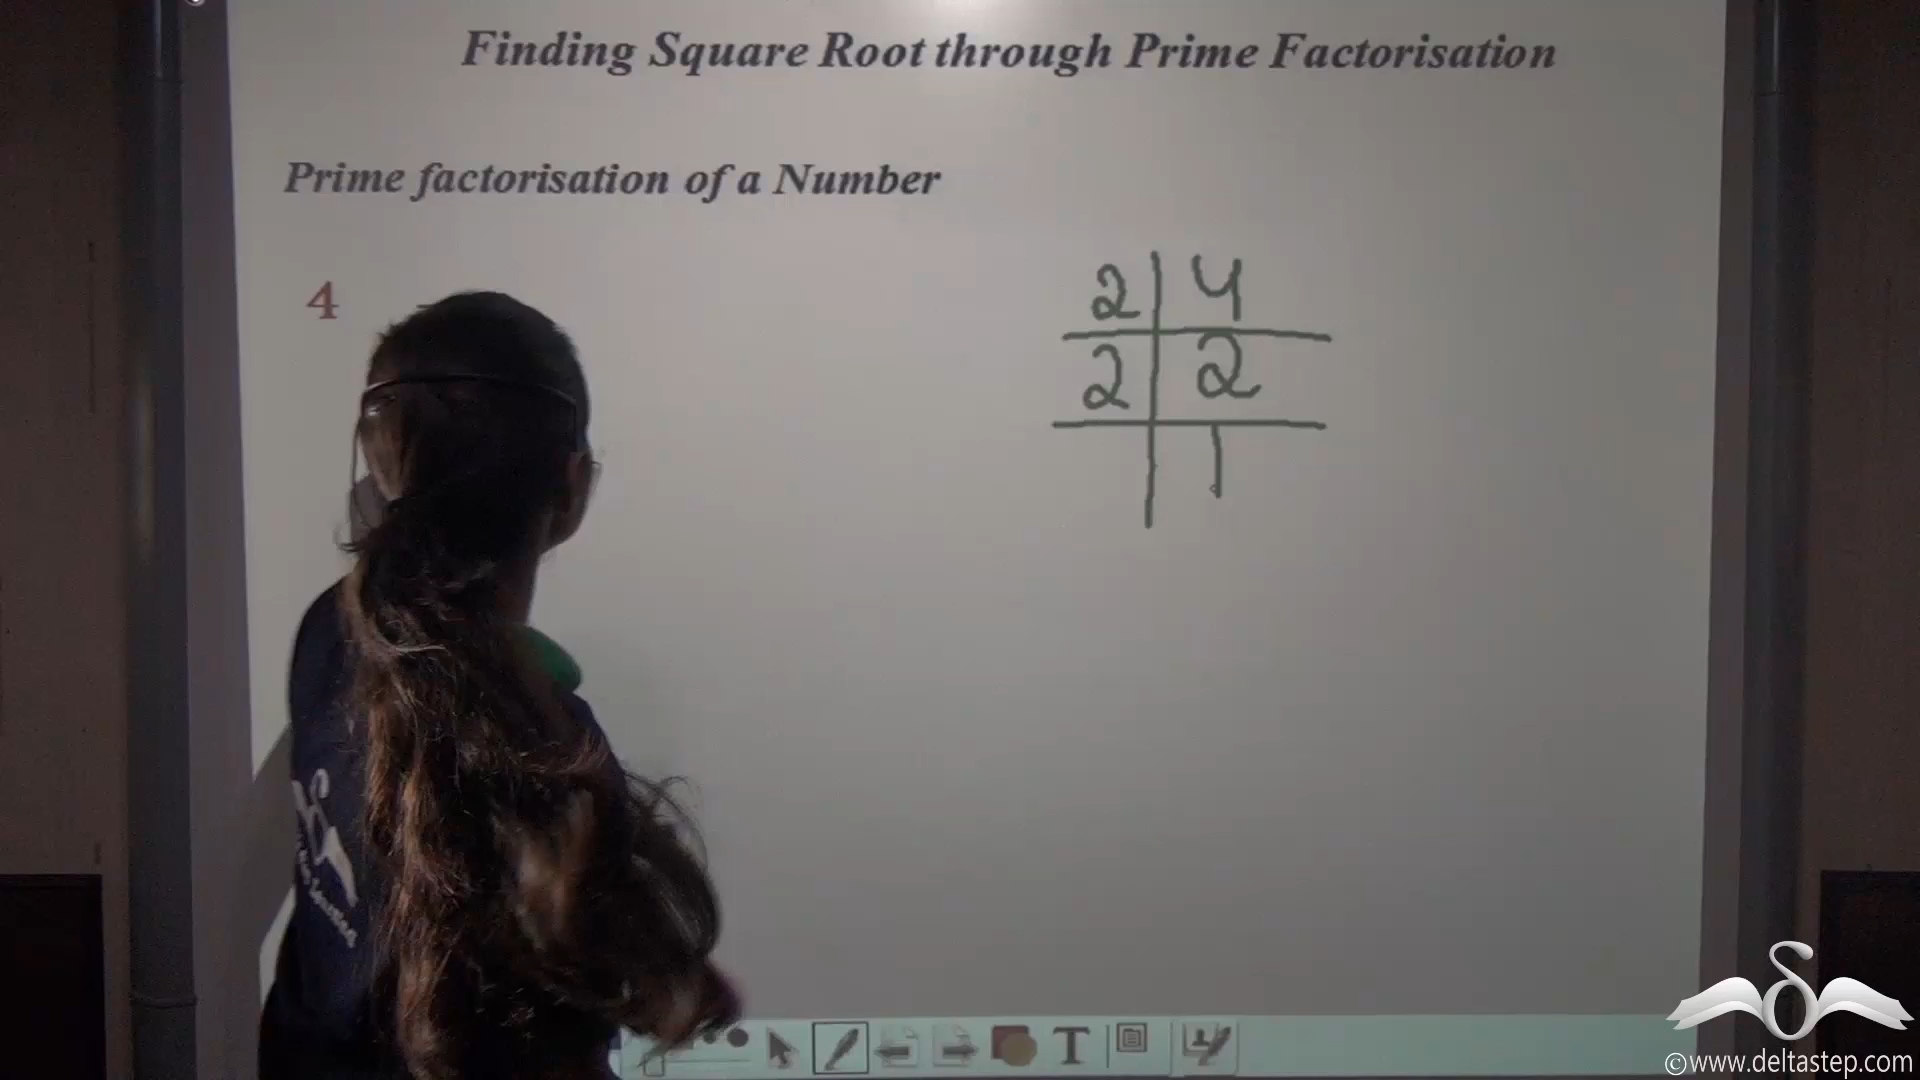 Finding Square Root through Prime Factorisation
Prime factorisation of a Number
4
2 4
2 2
1
T
©www.deltastep.com